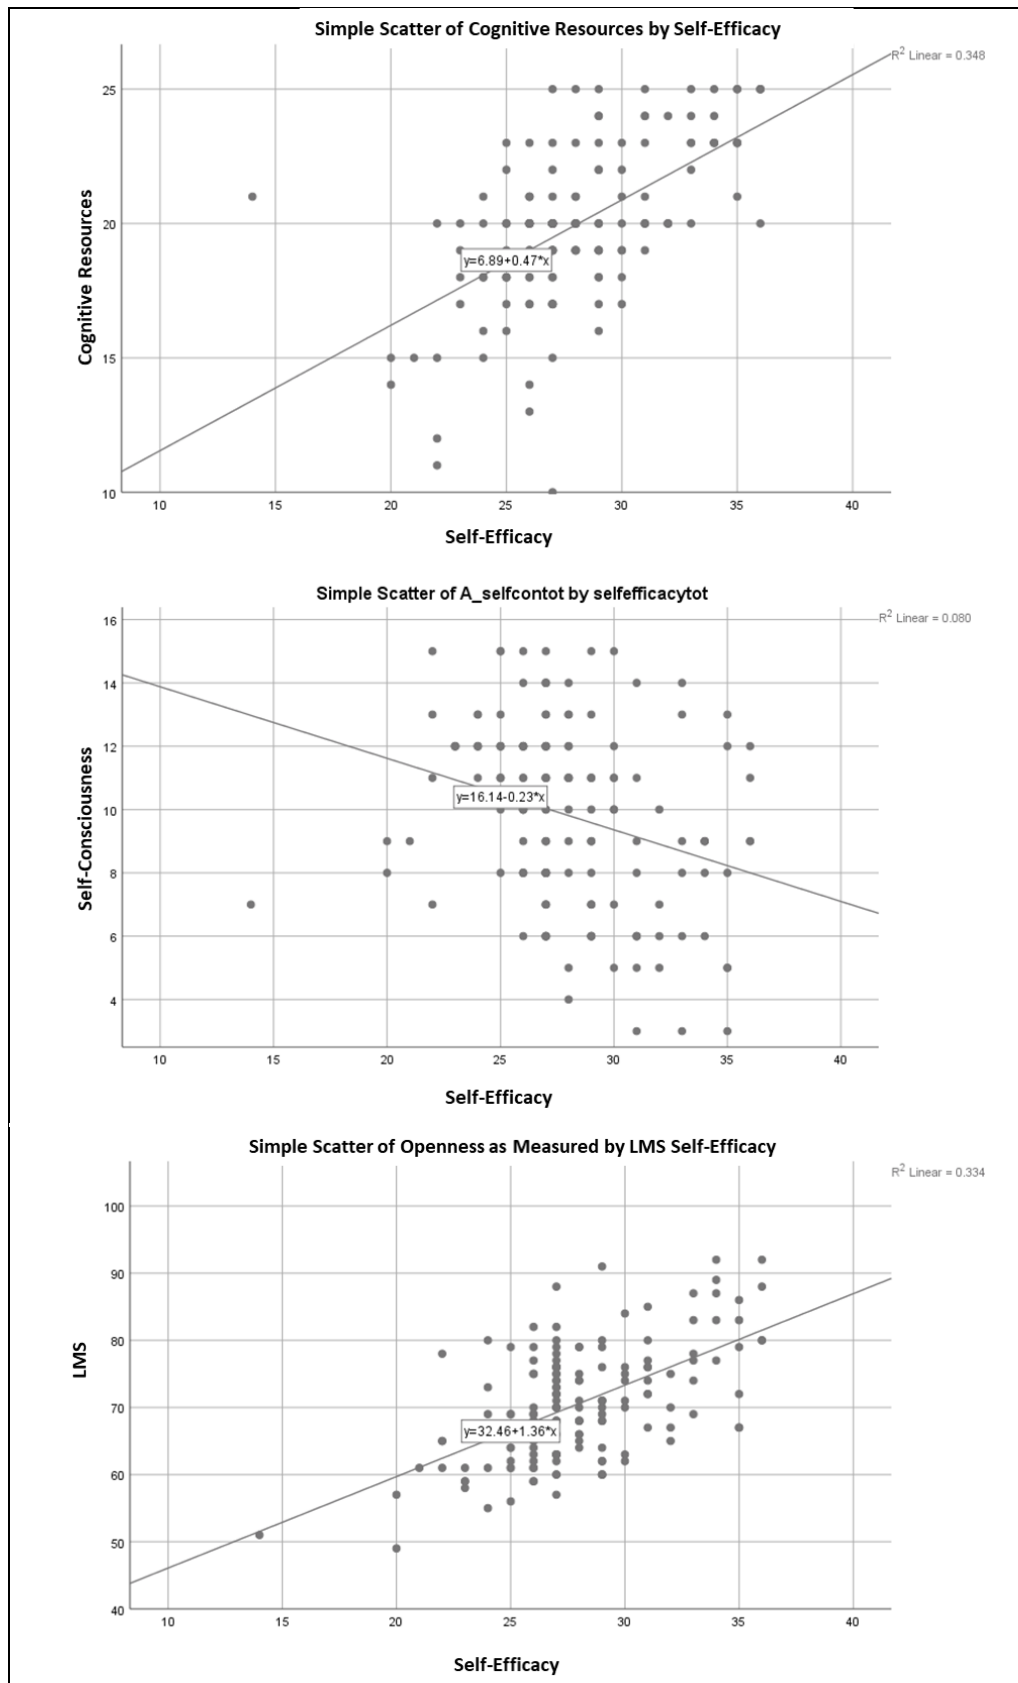 Simple Scatter of Cognitive Resources by Self-Efficacy
R2 Linear = 0.348
25
20
15
10
Cognitive Resources
y=6.89+0.47*x
10 15 20 25 30 35 40
Self-Efficacy
Simple Scatter of A_selfcontot by selfefficacytot
R2 Linear = 0.080
16
14
12
10
8
6
4
Self-Consciousness
y=16.14-0.23*x
10 15 20 25 30 35 40
Self-Efficacy
Simple Scatter of Openness as Measured by LMS Self-Efficacy
R2 Linear = 0.334
100
90
80
70
60
50
40
LMS
y=32.46+1.36*x
10 15 20 25 30 35 40
Self-Efficacy